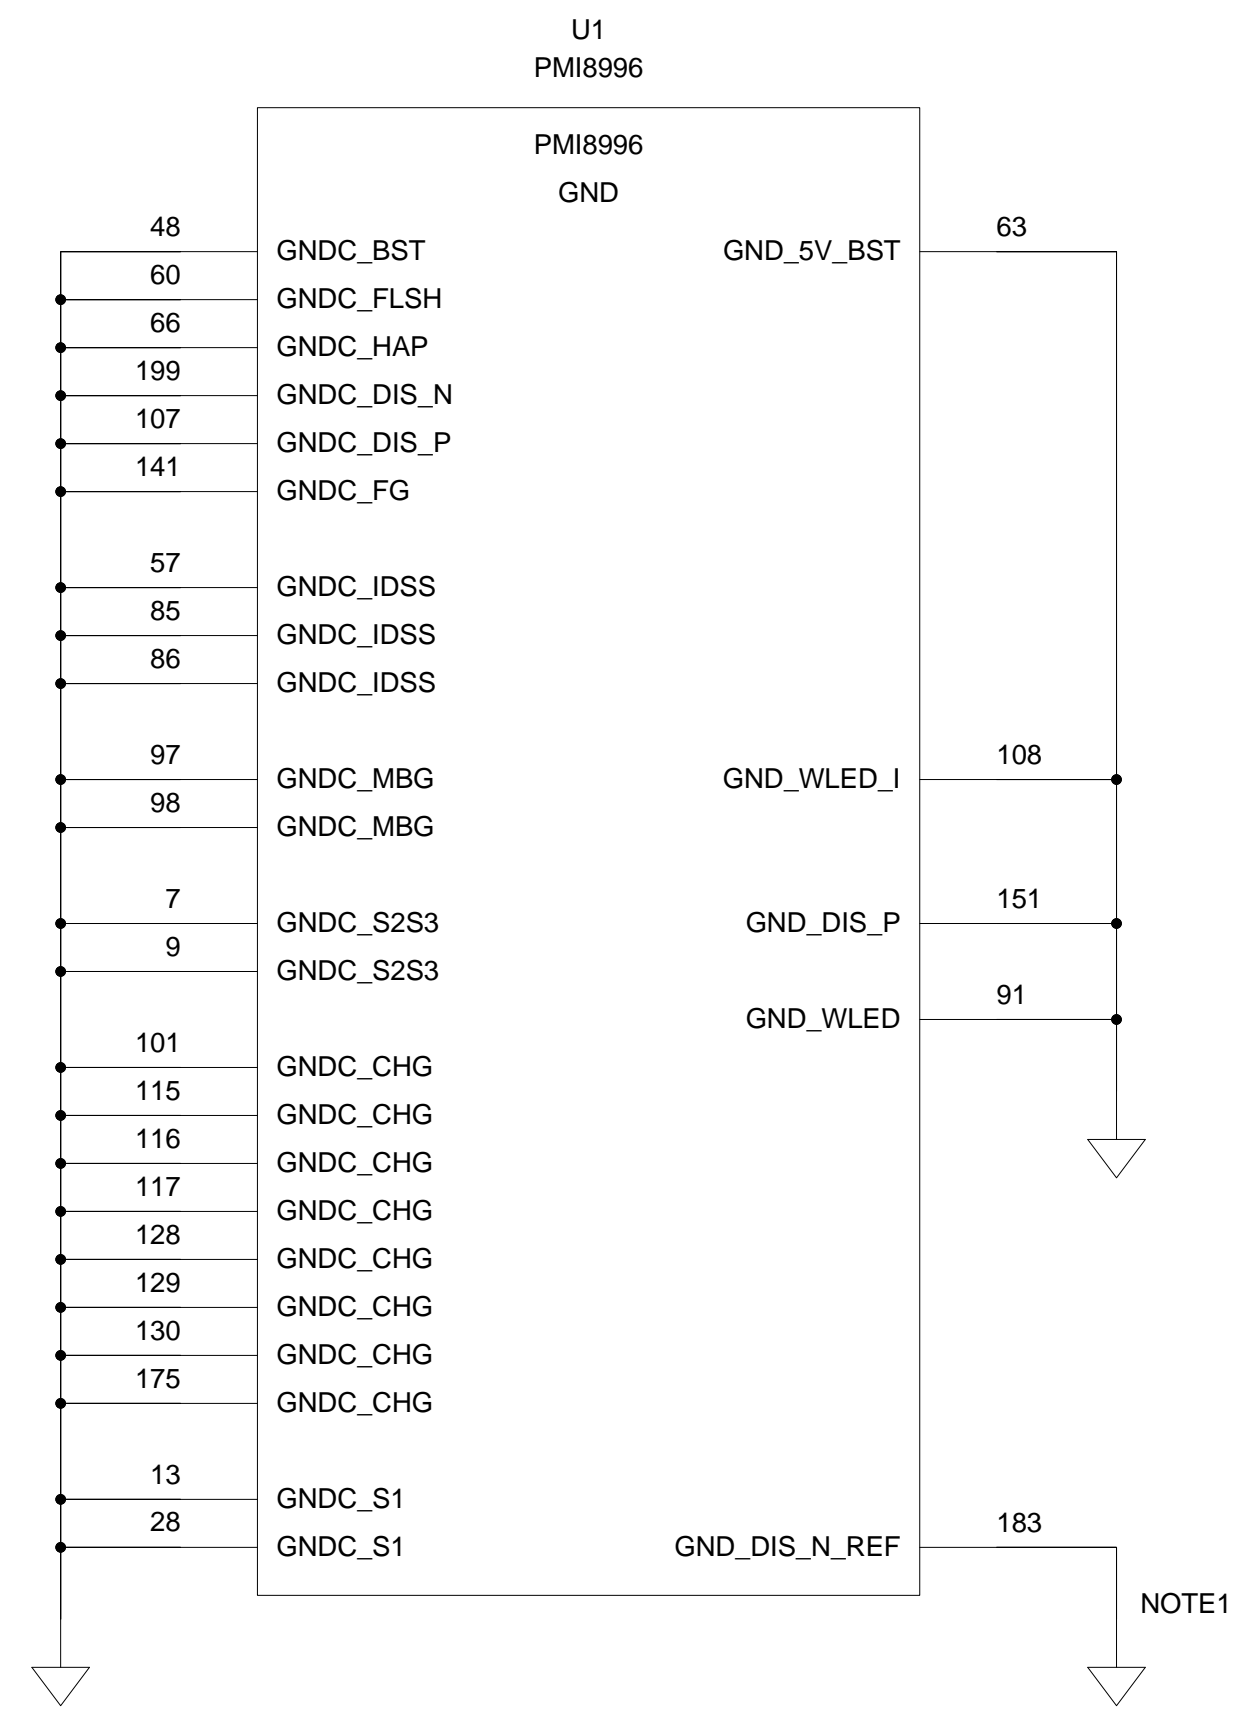 U1
PMI8996
PMI8996
GND
48 GNDC_BST GND_5V_BST 63
60 GNDC_FLSH
66 GNDC_HAP
199 GNDC_DIS_N
107 GNDC_DIS_P
141 GNDC_FG
57 GNDC_IDSS
85 GNDC_IDSS
86 GNDC_IDSS
97 GNDC_MBG GND_WLED_I 108
98 GNDC_MBG
7 GNDC_S2S3 GND_DIS_P 151
9 GNDC_S2S3
GND_WLED 91
101 GNDC_CHG
115 GNDC_CHG
116 GNDC_CHG
117 GNDC_CHG
128 GNDC_CHG
129 GNDC_CHG
130 GNDC_CHG
175 GNDC_CHG
13 GNDC_S1
28 GNDC_S1 GND_DIS_N_REF 183
NOTE1